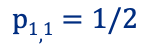 p1,1 = 1/2